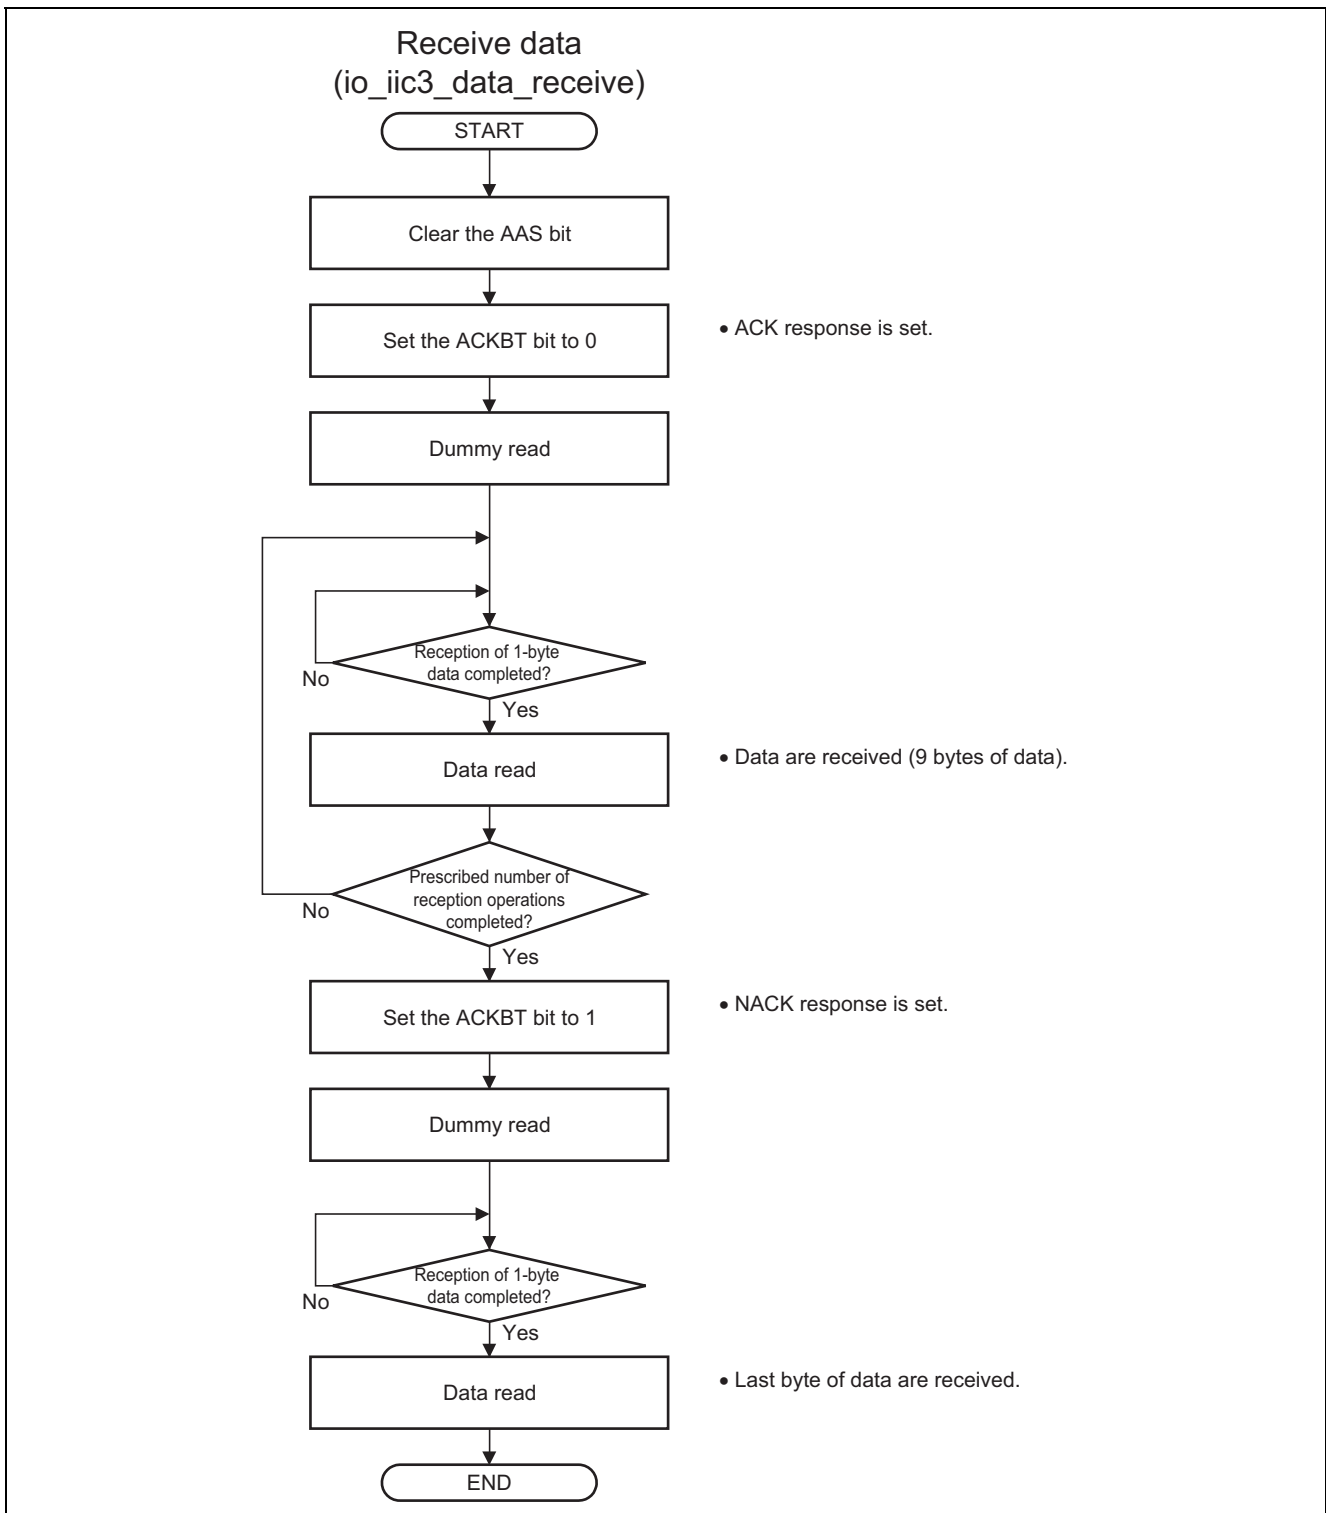 Receive data
(io_iic3_data_receive)
START
Clear the AAS bit
Set the ACKBT bit to 0
• ACK response is set.
Dummy read
Reception of 1-byte
data completed?
No
Yes
Data read
• Data are received (9 bytes of data).
Prescribed number of
reception operations
completed?
No
Yes
Set the ACKBT bit to 1
• NACK response is set.
Dummy read
Reception of 1-byte
data completed?
No
Yes
Data read
• Last byte of data are received.
END